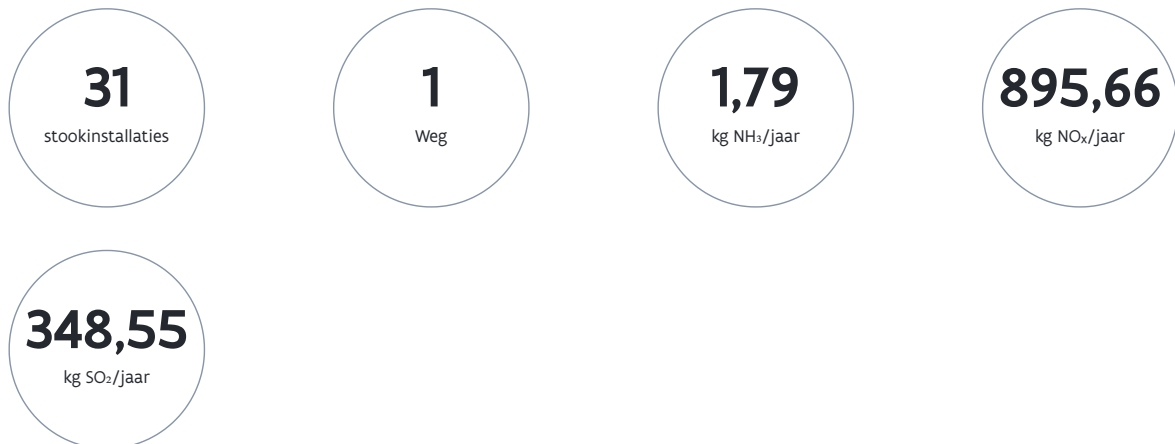 31
stookinstallaties
1
Weg
1,79
kg NH₃/jaar
895,66
kg NOₓ/jaar
348,55
kg SO₂/jaar